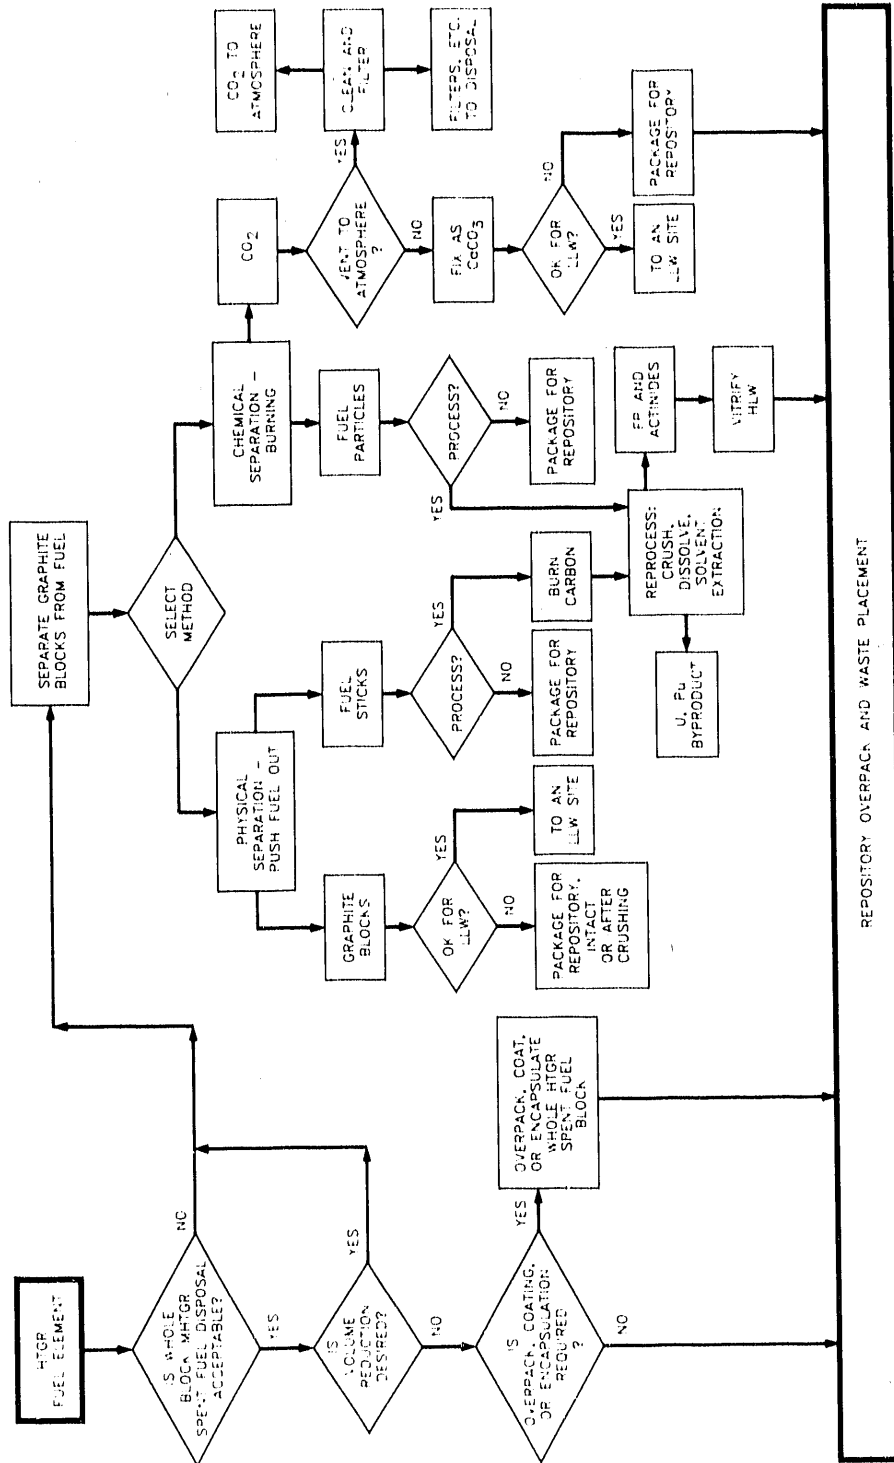 HTGR
FUEL ELEMENT
IS WHOLE
BLOCK MHTGR
SPENT FUEL DISPOSAL
ACCEPTABLE?
NO
YES
IS
VOLUME
REDUCTION
DESIRED?
YES
NO
IS
OVERPACK, COATING,
OR ENCAPSULATION
REQUIRED
?
YES
NO
OVERPACK, COAT,
OR ENCAPSULATE
WHOLE HTGR
SPENT FUEL
BLOCK
SEPARATE GRAPHITE
BLOCKS FROM FUEL
SELECT
METHOD
PHYSICAL
SEPARATION –
PUSH FUEL OUT
GRAPHITE
BLOCKS
OK FOR
LLW?
YES
NO
PACKAGE FOR
REPOSITORY,
INTACT
OR AFTER
CRUSHING
TO AN
LLW SITE
FUEL
STICKS
PROCESS?
YES
NO
PACKAGE FOR
REPOSITORY
BURN
CARBON
CHEMICAL
SEPARATION –
BURNING
FUEL
PARTICLES
PROCESS?
YES
NO
PACKAGE FOR
REPOSITORY
REPROCESS:
CRUSH,
DISSOLVE,
SOLVENT
EXTRACTION
U, Pu
BYPRODUCT
FP AND
ACTINIDES
VITRIFY
HLW
CO2
VENT TO
ATMOSPHERE
?
YES
NO
CLEAN AND
FILTER
CO2 TO
ATMOSPHERE
FILTERS, ETC.
TO DISPOSAL
FIX AS
CaCO3
OK FOR
LLW?
NO
YES
TO AN
LLW SITE
PACKAGE FOR
REPOSITORY
REPOSITORY OVERPACK AND WASTE PLACEMENT